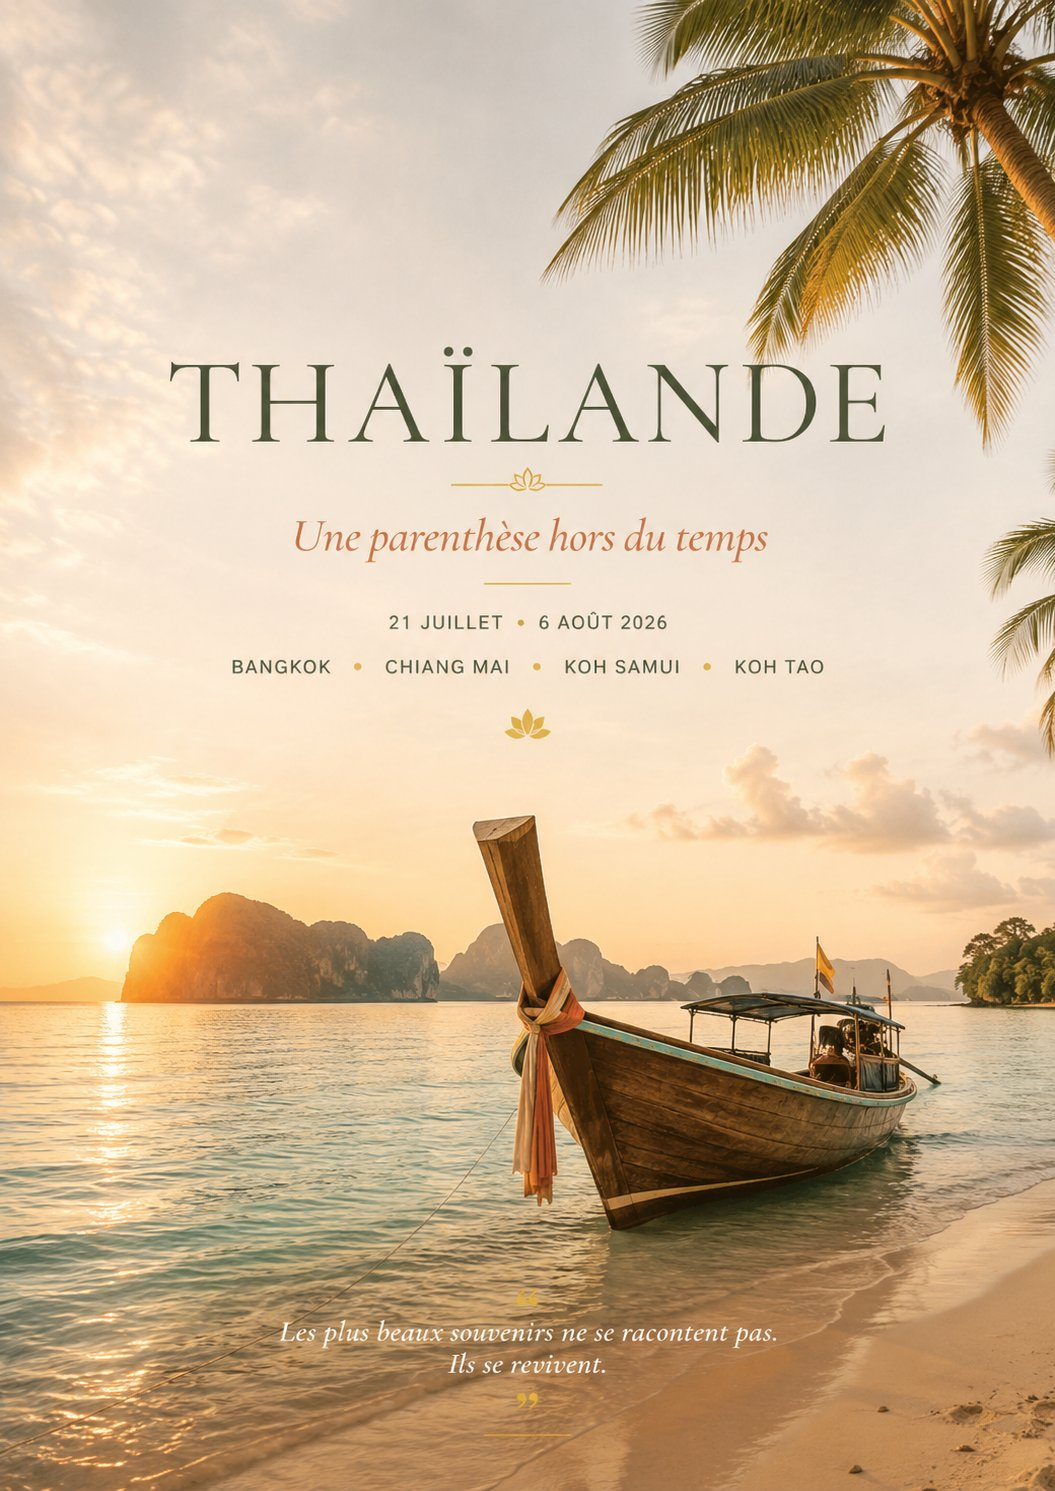 THAÏLANDE
Une parenthèse hors du temps
21 JUILLET • 6 AOÛT 2026
BANGKOK • CHIANG MAI • KOH SAMUI • KOH TAO
“
Les plus beaux souvenirs ne se racontent pas.
Ils se revivent.
”